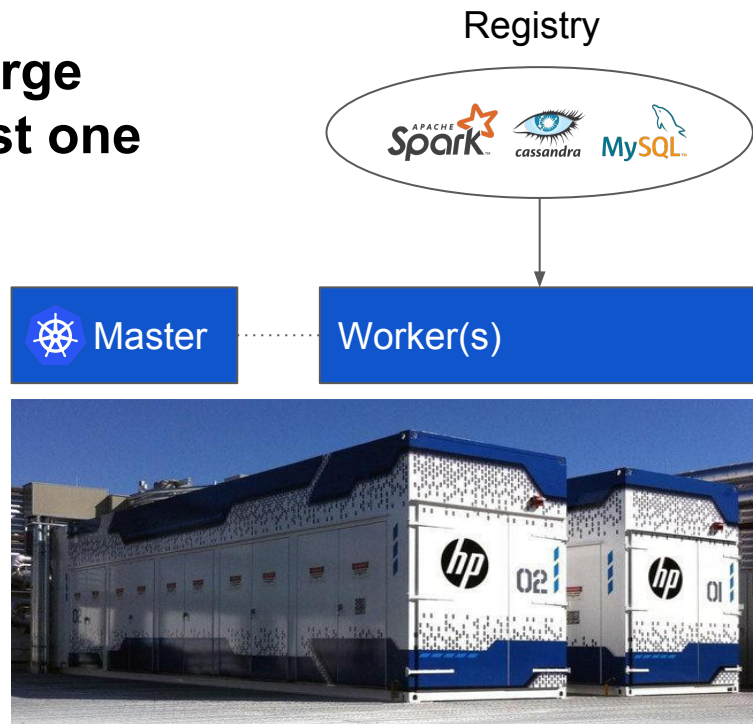 rge
st one
Registry
APACHE
Spark
cassandra
MySQL
Master
Worker(s)
hp
02
hp
01